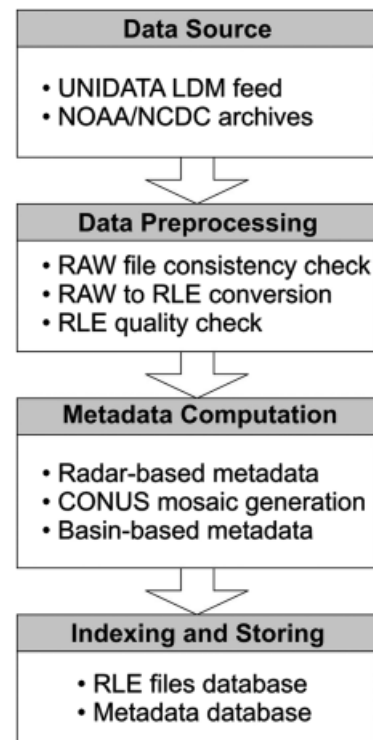 Data Source
• UNIDATA LDM feed
• NOAA/NCDC archives
Data Preprocessing
• RAW file consistency check
• RAW to RLE conversion
• RLE quality check
Metadata Computation
• Radar-based metadata
• CONUS mosaic generation
• Basin-based metadata
Indexing and Storing
• RLE files database
• Metadata database